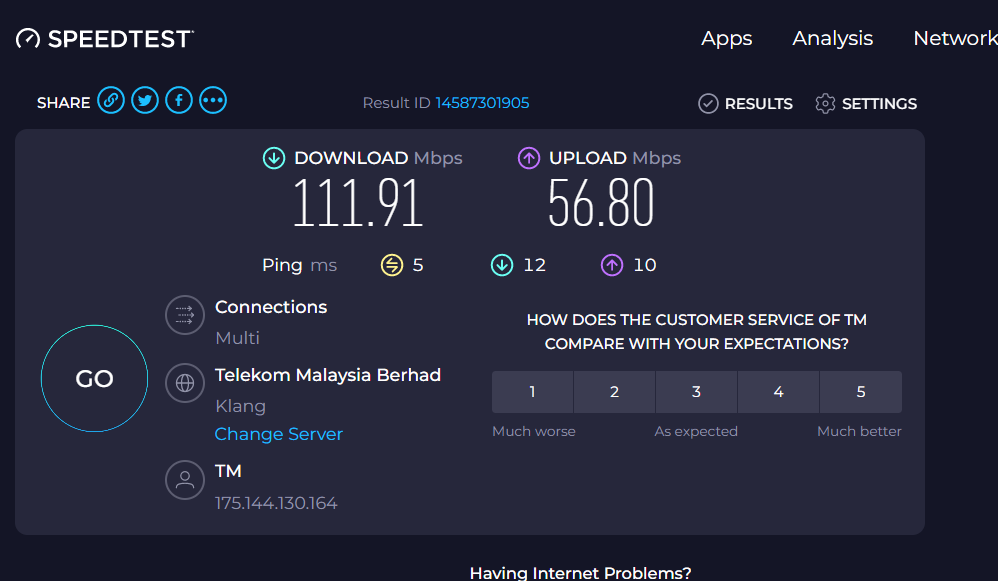 SPEEDTEST
Apps Analysis Network
SHARE
Result ID 14587301905
RESULTS SETTINGS
DOWNLOAD Mbps
111.91
UPLOAD Mbps
56.80
Ping ms 5 12 10
GO
Connections
Multi
Telekom Malaysia Berhad
Klang
Change Server
TM
175.144.130.164
HOW DOES THE CUSTOMER SERVICE OF TM
COMPARE WITH YOUR EXPECTATIONS?
1 2 3 4 5
Much worse As expected Much better
Having Internet Problems?